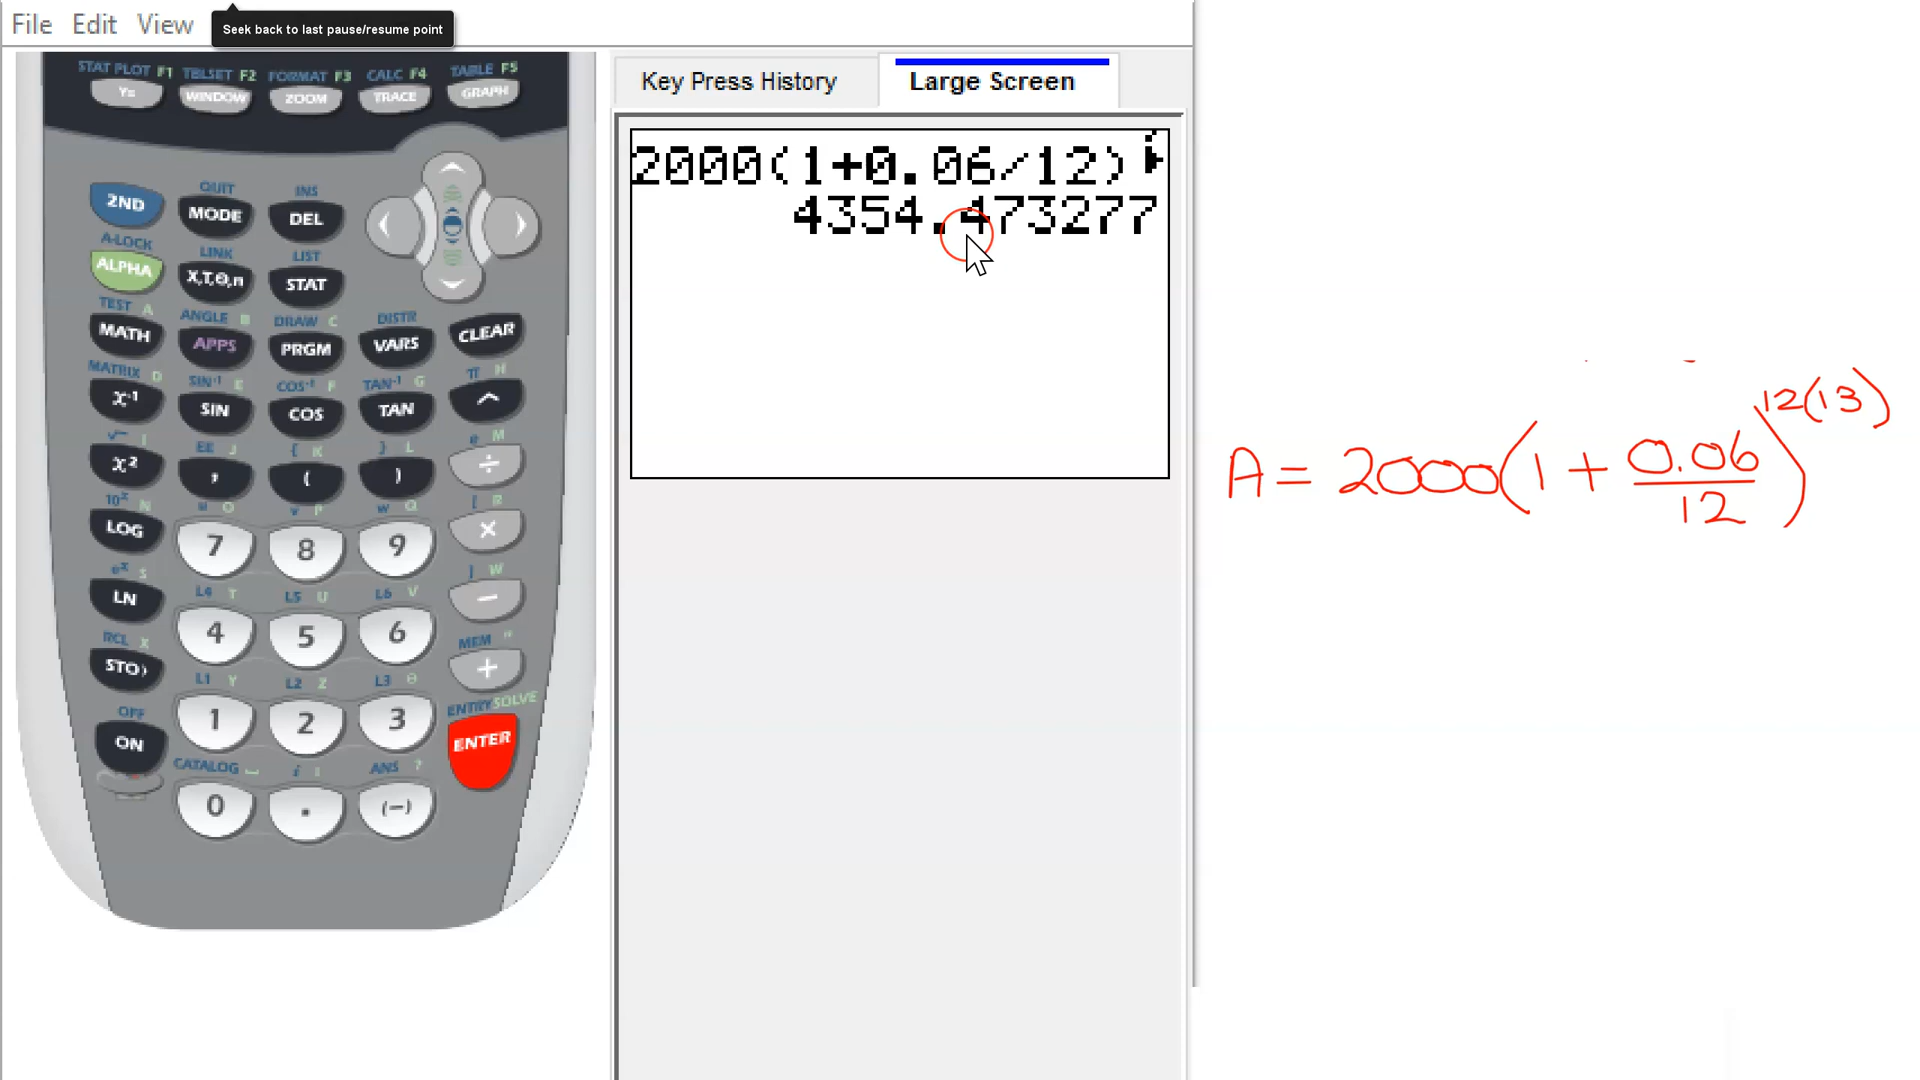 File Edit View
Seek back to last pause/resume point
STAT PLOT F1 TBLSET F2 FORMAT F3 CALC F4 TABLE F5
Y= WINDOW ZOOM TRACE GRAPH
Key Press History Large Screen
2000(1+0.06/12)
4354.473277
QUIT INS
2ND MODE DEL
A-LOCK LINK LIST
ALPHA X,T,Θ,n STAT
TEST A ANGLE B DRAW C DISTR
MATH APPS PRGM VARS CLEAR
MATRIX D SIN-1 E COS-1 F TAN-1 G π H
X-1 SIN COS TAN ^
√ I EE J { K } L e M
X2 , ( ) ÷
10x N u O v P w Q [ R
LOG 7 8 9 ×
ex S L4 T L5 U L6 V ] W
LN 4 5 6 −
RCL X L1 Y L2 Z L3 Θ MEM "
STO› 1 2 3 +
OFF ENTRY SOLVE
ON ENTER
CATALOG i : ANS ?
0 . (−)
12(13)
A = 2000(1 + 0.06/12)